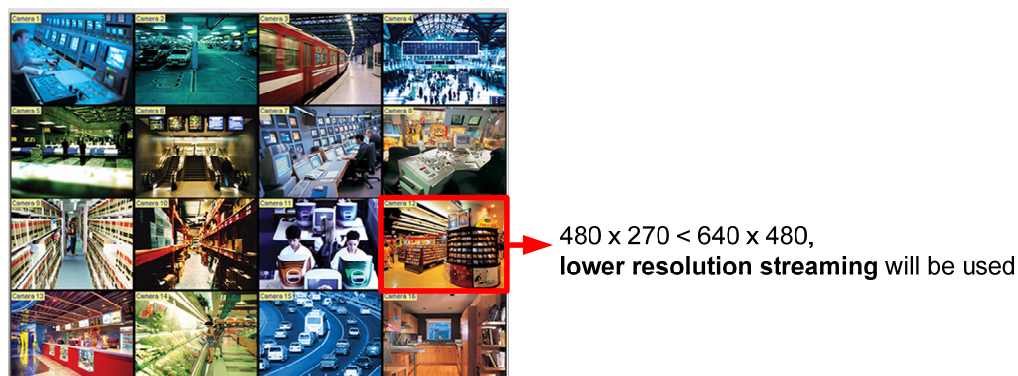 Camera 1
Camera 2
Camera 3
Camera 4
Camera 5
Camera 6
Camera 7
Camera 8
Camera 9
Camera 10
Camera 11
Camera 12
480 x 270 < 640 x 480,
lower resolution streaming will be used
Camera 13
Camera 14
Camera 15
Camera 16